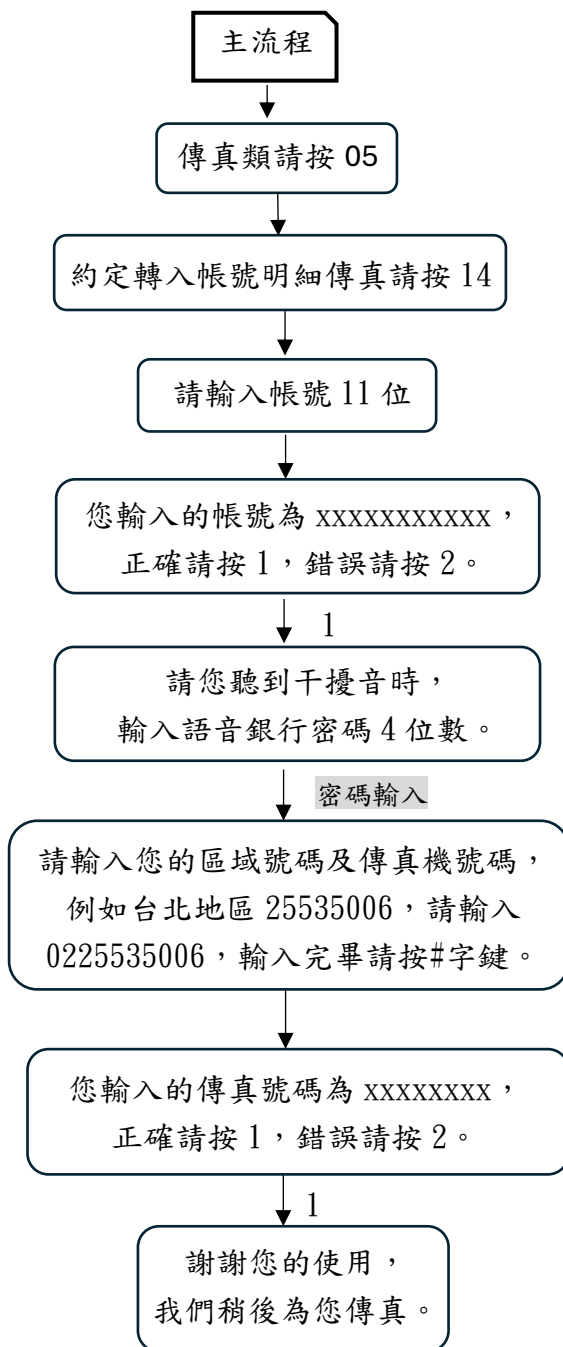 主流程
傳真類請按 05
約定轉入帳號明細傳真請按 14
請輸入帳號 11 位
您輸入的帳號為 xxxxxxxxxxx，
正確請按 1，錯誤請按 2。
1
請您聽到干擾音時，
輸入語音銀行密碼 4 位數。
密碼輸入
請輸入您的區域號碼及傳真機號碼，
例如台北地區 25535006，請輸入
0225535006，輸入完畢請按#字鍵。
您輸入的傳真號碼為 xxxxxxxx，
正確請按 1，錯誤請按 2。
1
謝謝您的使用，
我們稍後為您傳真。